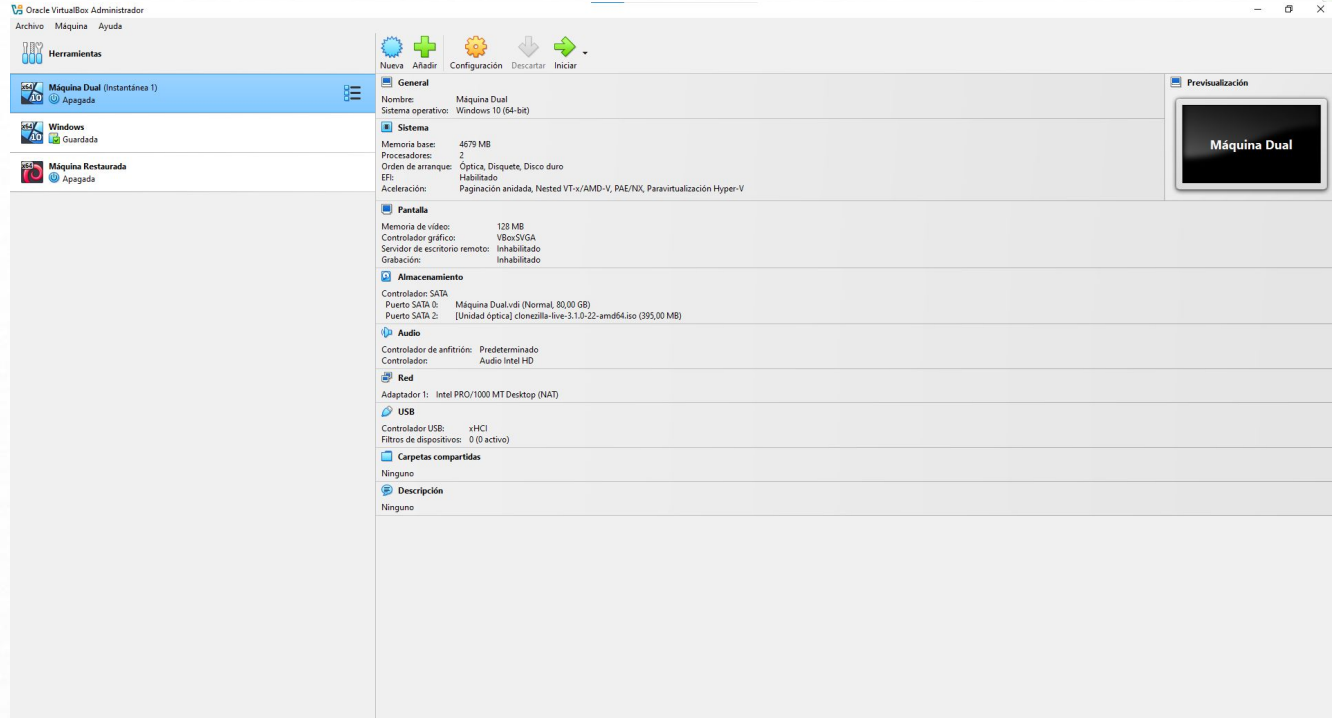 Oracle VirtualBox Administrador
Archivo Máquina Ayuda
Herramientas
Máquina Dual (Instantánea 1)
Apagada
Windows
Guardada
Máquina Restaurada
Apagada
Nueva Añadir Configuración Descartar Iniciar
General
Nombre: Máquina Dual
Sistema operativo: Windows 10 (64-bit)
Sistema
Memoria base: 4679 MB
Procesadores: 2
Orden de arranque: Óptica, Disquete, Disco duro
EFI: Habilitado
Aceleración: Paginación anidada, Nested VT-x/AMD-V, PAE/NX, Paravirtualización Hyper-V
Previsualización
Máquina Dual
Pantalla
Memoria de vídeo: 128 MB
Controlador gráfico: VBoxSVGA
Servidor de escritorio remoto: Inhabilitado
Grabación: Inhabilitado
Almacenamiento
Controlador: SATA
Puerto SATA 0: Máquina Dual.vdi (Normal, 80,00 GB)
Puerto SATA 2: [Unidad óptica] clonezilla-live-3.1.0-22-amd64.iso (395,00 MB)
Audio
Controlador de anfitrión: Predeterminado
Controlador: Audio Intel HD
Red
Adaptador 1: Intel PRO/1000 MT Desktop (NAT)
USB
Controlador USB: xHCI
Filtros de dispositivos: 0 (0 activo)
Carpetas compartidas
Ninguno
Descripción
Ninguno